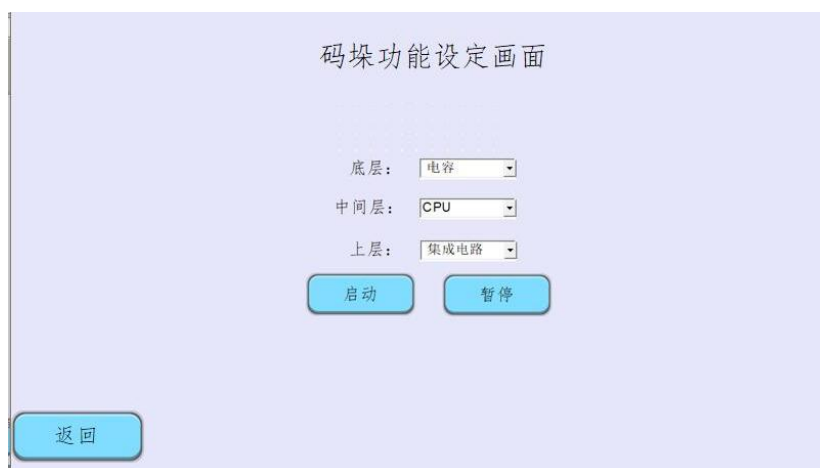 码垛功能设定画面
底层： 电容
中间层： CPU
上层： 集成电路
启动 暂停
返回